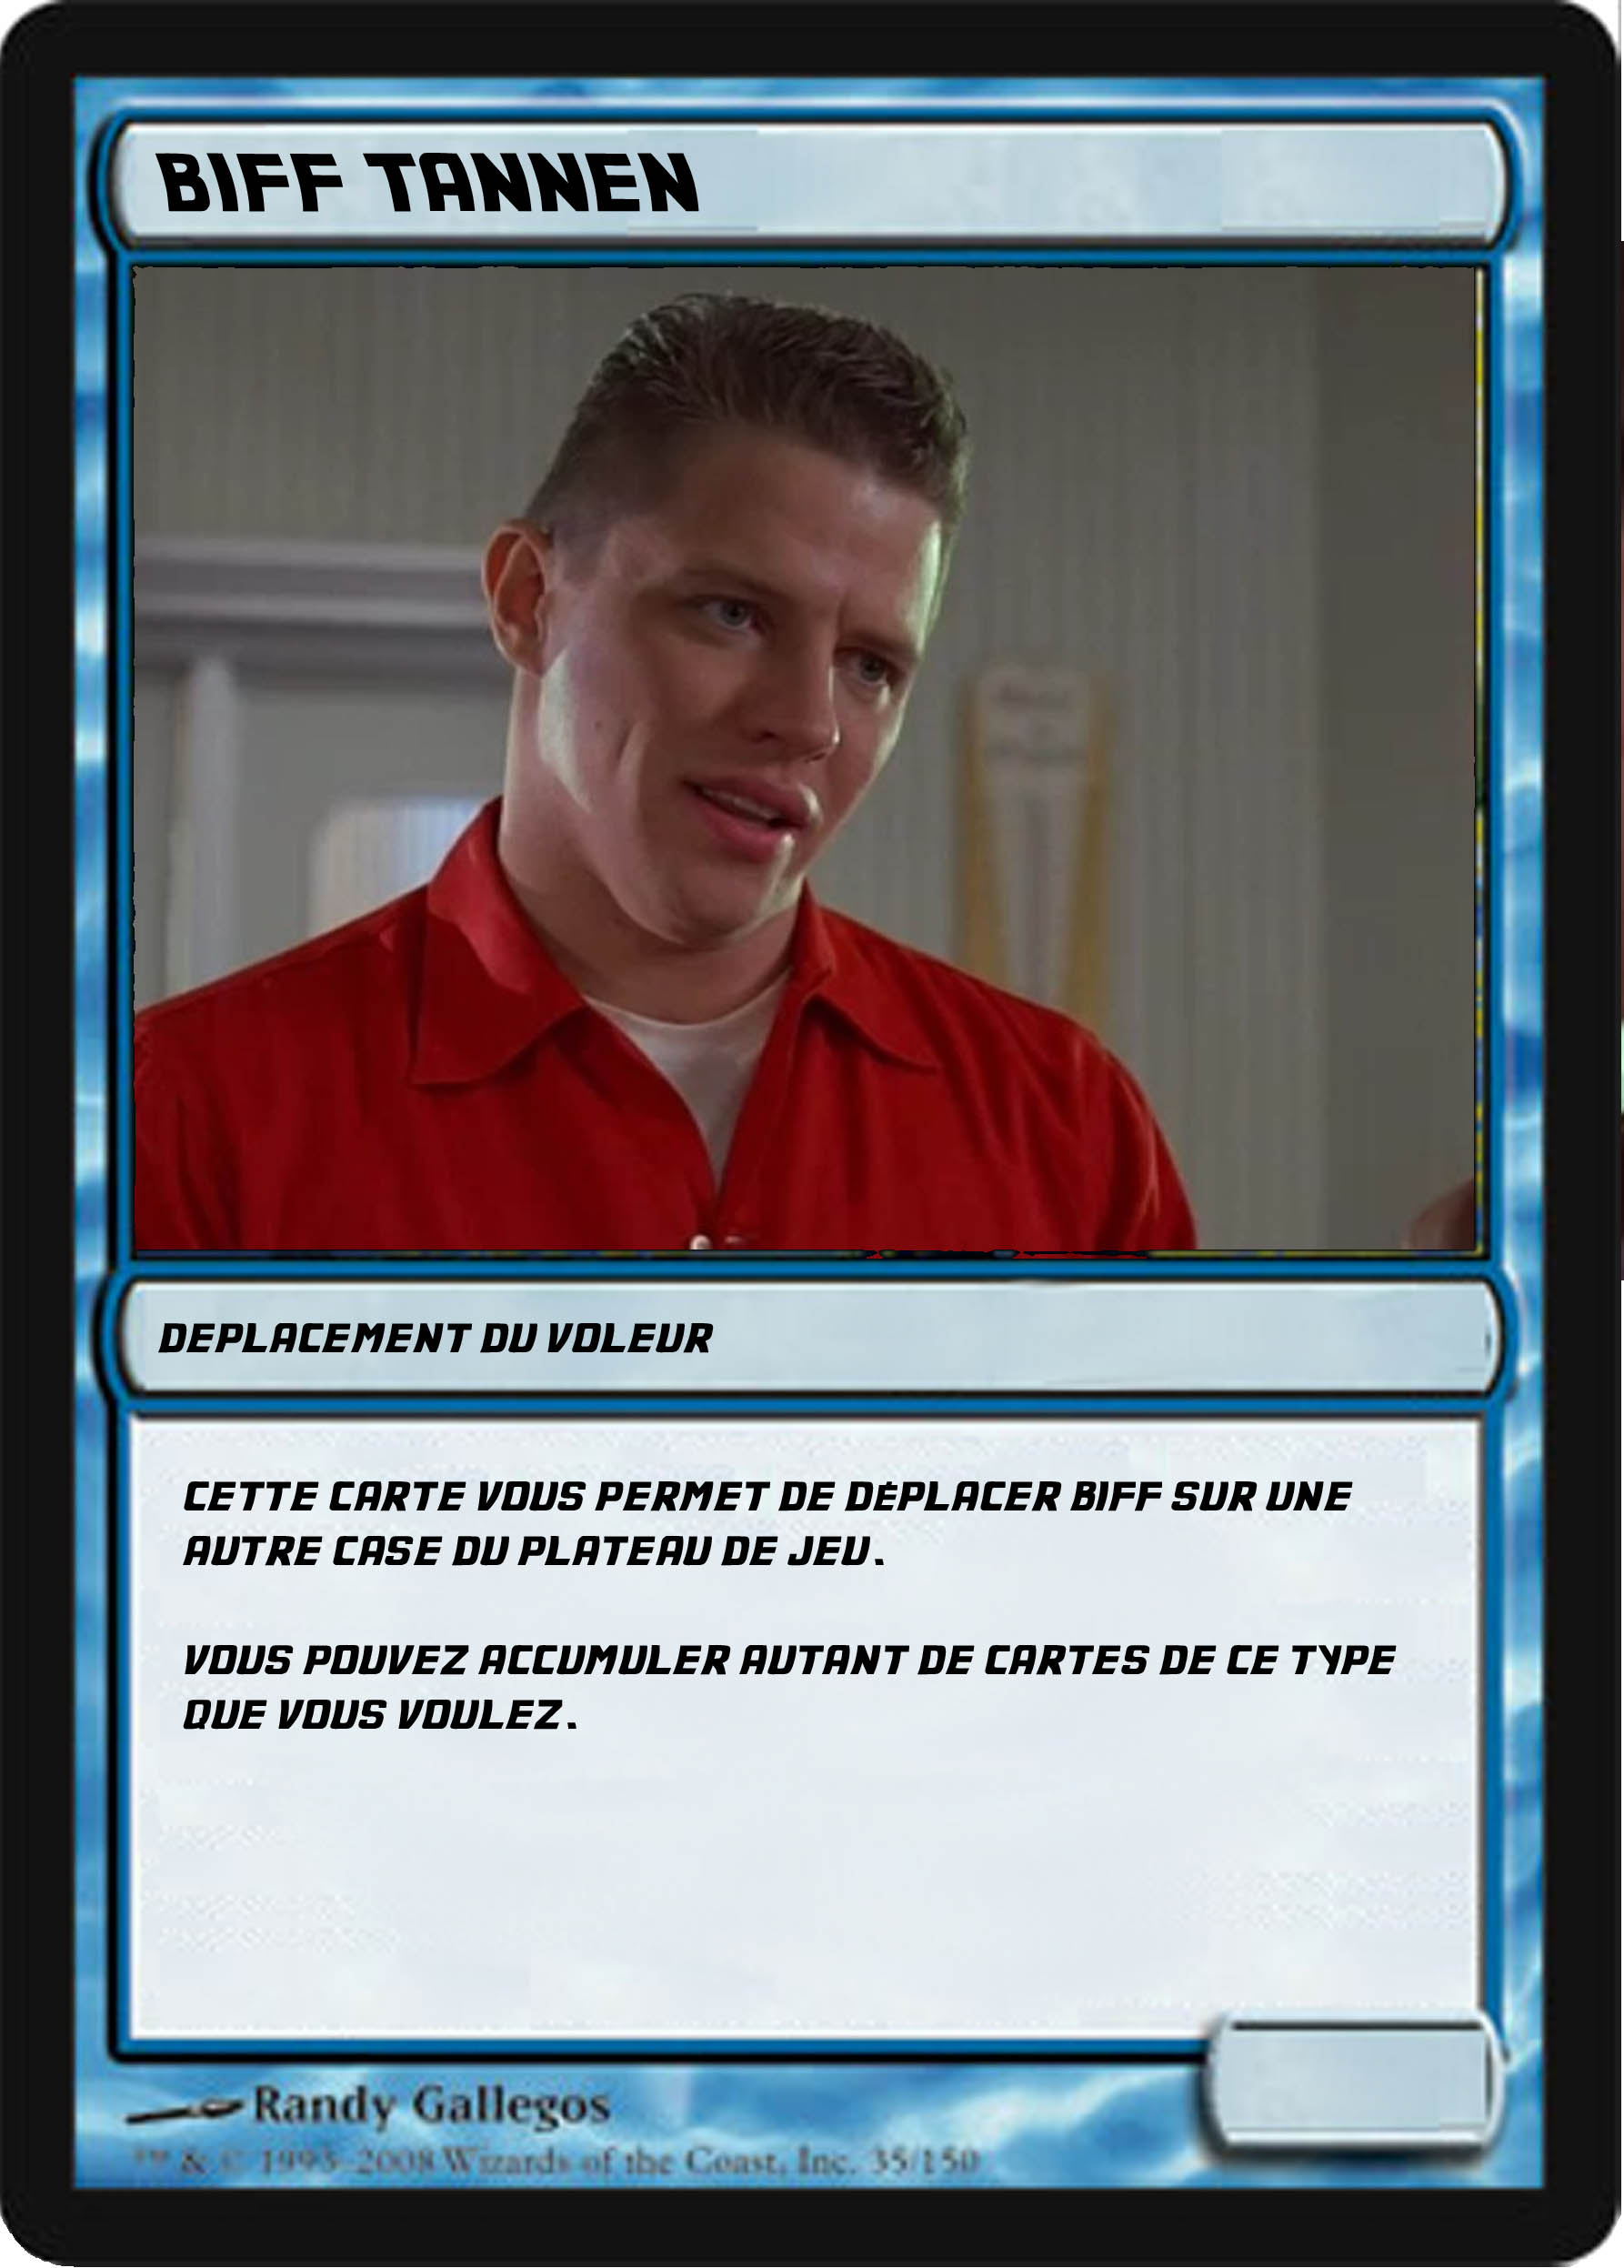 BIFF TANNEN
DEPLACEMENT DU VOLEUR
CETTE CARTE VOUS PERMET DE DÉPLACER BIFF SUR UNE
AUTRE CASE DU PLATEAU DE JEU.
VOUS POUVEZ ACCUMULER AUTANT DE CARTES DE CE TYPE
QUE VOUS VOULEZ.
Randy Gallegos
™ & © 1993-2008 Wizards of the Coast, Inc. 35/150